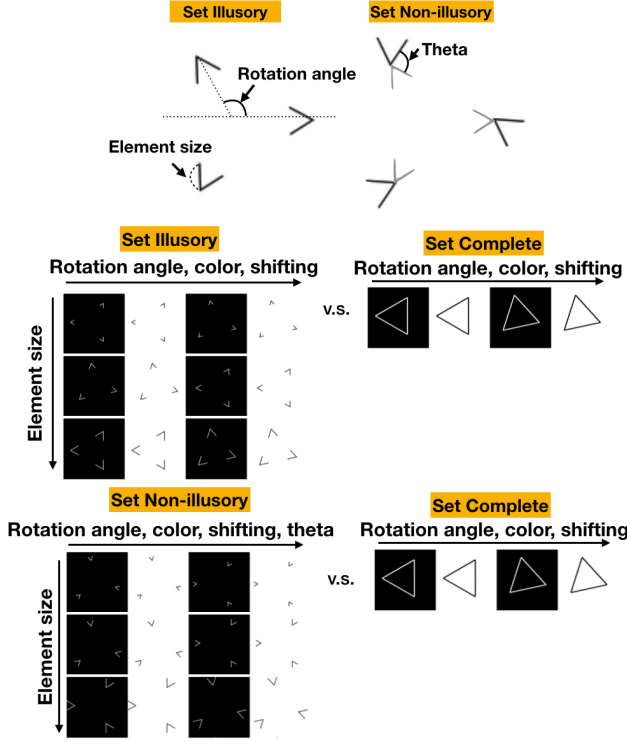 Set Illusory
Set Non-illusory
Theta
Rotation angle
Element size
Set Illusory
Set Complete
Rotation angle, color, shifting
Rotation angle, color, shifting
v.s.
Element size
Set Non-illusory
Set Complete
Rotation angle, color, shifting, theta
Rotation angle, color, shifting
v.s.
Element size